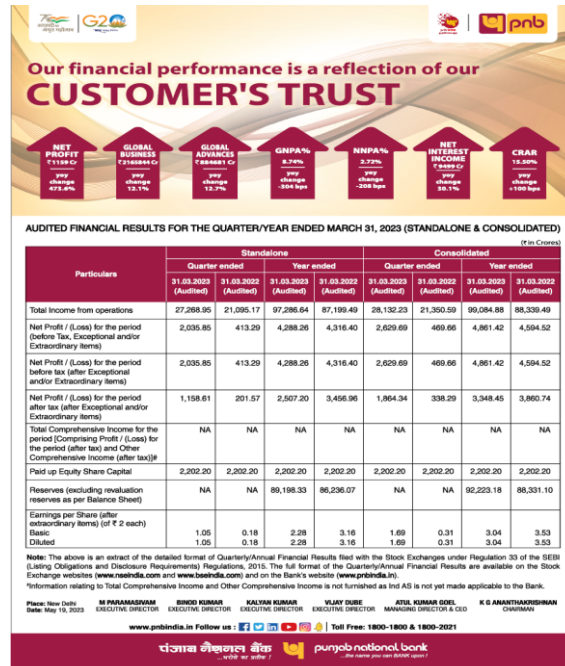 G20
pnb
Our financial performance is a reflection of our
CUSTOMER'S TRUST
NET PROFIT
₹1159 Cr
yoy change
473.6%
GLOBAL BUSINESS
₹2165844 Cr
yoy change
12.1%
GLOBAL ADVANCES
₹884681 Cr
yoy change
12.7%
GNPA%
8.74%
yoy change
-304 bps
NNPA%
2.72%
yoy change
-208 bps
NET INTEREST INCOME
₹9499 Cr
yoy change
30.1%
CRAR
15.50%
yoy change
+100 bps
AUDITED FINANCIAL RESULTS FOR THE QUARTER/YEAR ENDED MARCH 31, 2023 (STANDALONE & CONSOLIDATED)
(₹ in Crores)
Particulars Standalone Consolidated
Quarter ended Year ended Quarter ended Year ended
31.03.2023 31.03.2022 31.03.2023 31.03.2022 31.03.2023 31.03.2022 31.03.2023 31.03.2022
(Audited) (Audited) (Audited) (Audited) (Audited) (Audited) (Audited) (Audited)
Total Income from operations 27,268.95 21,095.17 97,286.64 87,199.49 28,132.23 21,350.59 99,084.88 88,339.49
Net Profit / (Loss) for the period 2,035.85 413.29 4,288.26 4,316.40 2,629.69 469.66 4,861.42 4,594.52
(before Tax, Exceptional and/or
Extraordinary items)
Net Profit / (Loss) for the period 2,035.85 413.29 4,288.26 4,316.40 2,629.69 469.66 4,861.42 4,594.52
before tax (after Exceptional
and/or Extraordinary items)
Net Profit / (Loss) for the period 1,158.61 201.57 2,507.20 3,456.96 1,864.34 338.29 3,348.45 3,860.74
after tax (after Exceptional and/or
Extraordinary items)
Total Comprehensive Income for the NA NA NA NA NA NA NA NA
period [Comprising Profit / (Loss) for
the period (after tax) and Other
Comprehensive Income (after tax)]#
Paid up Equity Share Capital 2,202.20 2,202.20 2,202.20 2,202.20 2,202.20 2,202.20 2,202.20 2,202.20
Reserves (excluding revaluation NA NA 89,198.33 86,236.07 NA NA 92,223.18 88,331.10
reserves as per Balance Sheet)
Earnings per Share (after
extraordinary items) (of ₹ 2 each)
Basic 1.05 0.18 2.28 3.16 1.69 0.31 3.04 3.53
Diluted 1.05 0.18 2.28 3.16 1.69 0.31 3.04 3.53
Note: The above is an extract of the detailed format of Quarterly/Annual Financial Results filed with the Stock Exchanges under Regulation 33 of the SEBI
(Listing Obligations and Disclosure Requirements) Regulations, 2015. The full format of the Quarterly/Annual Financial Results are available on the Stock
Exchange websites (www.nseindia.com and www.bseindia.com) and on the Bank's website (www.pnbindia.in).
#Information relating to Total Comprehensive Income and Other Comprehensive Income is not furnished as Ind AS is not yet made applicable to the Bank.
Place: New Delhi M PARAMASIVAM BINOD KUMAR KALYAN KUMAR VIJAY DUBE ATUL KUMAR GOEL K G ANANTHAKRISHNAN
Date: May 19, 2023 EXECUTIVE DIRECTOR EXECUTIVE DIRECTOR EXECUTIVE DIRECTOR EXECUTIVE DIRECTOR MANAGING DIRECTOR & CEO CHAIRMAN
www.pnbindia.in Follow us : Toll Free: 1800-1800 & 1800-2021
पंजाब नैशनल बैंक punjab national bank
...भरोसे का प्रतीक ! ...the name you can BANK upon !